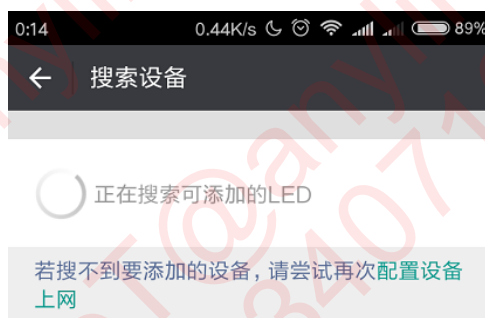 0:14 0.44K/s 89%
搜索设备
正在搜索可添加的LED
若搜不到要添加的设备，请尝试再次配置设备
上网